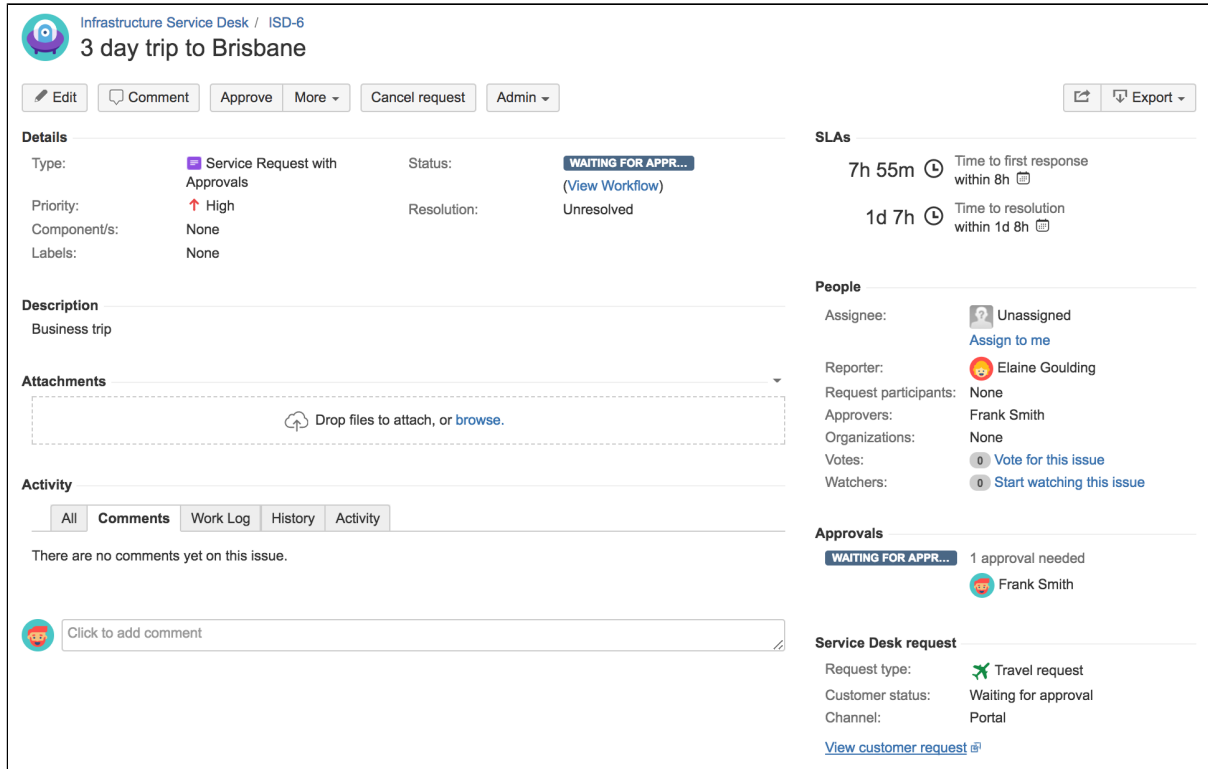 Infrastructure Service Desk / ISD-6
3 day trip to Brisbane
Edit Comment Approve More Cancel request Admin Export
Details
Type: Service Request with Approvals
Priority: High
Component/s: None
Labels: None
Status: WAITING FOR APPR...
(View Workflow)
Resolution: Unresolved
Description
Business trip
Attachments
Drop files to attach, or browse.
Activity
All Comments Work Log History Activity
There are no comments yet on this issue.
Click to add comment
SLAs
7h 55m Time to first response
within 8h
1d 7h Time to resolution
within 1d 8h
People
Assignee: Unassigned
Assign to me
Reporter: Elaine Goulding
Request participants: None
Approvers: Frank Smith
Organizations: None
Votes: 0 Vote for this issue
Watchers: 0 Start watching this issue
Approvals
WAITING FOR APPR... 1 approval needed
Frank Smith
Service Desk request
Request type: Travel request
Customer status: Waiting for approval
Channel: Portal
View customer request